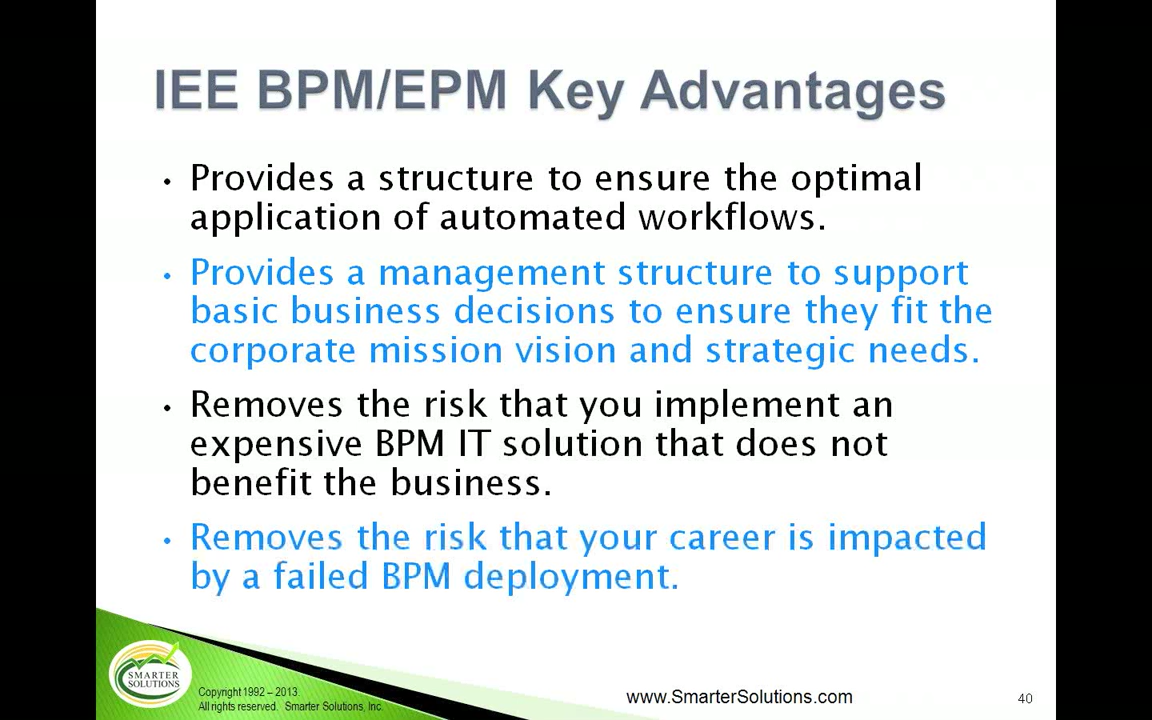 IEE BPM/EPM Key Advantages
• Provides a structure to ensure the optimal
application of automated workflows.
• Provides a management structure to support
basic business decisions to ensure they fit the
corporate mission vision and strategic needs.
• Removes the risk that you implement an
expensive BPM IT solution that does not
benefit the business.
• Removes the risk that your career is impacted
by a failed BPM deployment.
SMARTER
SOLUTIONS
Copyright 1992 – 2013.
All rights reserved. Smarter Solutions, Inc.
www.SmarterSolutions.com
40